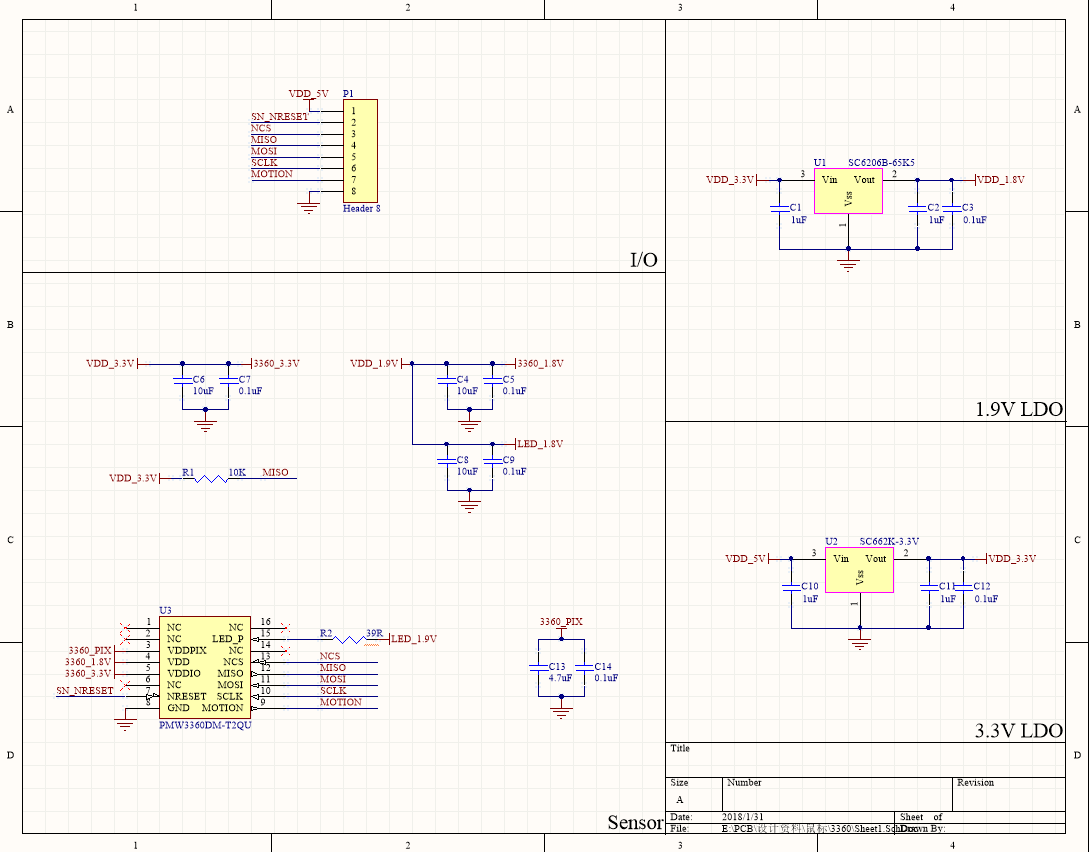 1 2 3 4
A A
VDD_5V P1
1
SN_NRESET 2
NCS 3
MISO 4
MOSI 5
SCLK 6
MOTION 7
8
Header 8
I/O
U1 SC6206B-65K5
VDD_3.3V 3 Vin Vout 2 VDD_1.8V
Vss
1
C1 C2 C3
1uF 1uF 0.1uF
1.9V LDO
B B
VDD_3.3V 3360_3.3V
C6 C7
10uF 0.1uF
VDD_1.9V 3360_1.8V
C4 C5
10uF 0.1uF
LED_1.8V
C8 C9
10uF 0.1uF
VDD_3.3V R1 10K MISO
C C
U2 SC662K-3.3V
VDD_5V 3 Vin Vout 2 VDD_3.3V
Vss
1
C10 C11 C12
1uF 1uF 0.1uF
3.3V LDO
U3
1 NC NC 16
2 NC LED_P 15 R2 39R LED_1.9V
3360_PIX 3 VDDPIX NC 14
3360_1.8V 4 VDD NCS 13 NCS
3360_3.3V 5 VDDIO MISO 12 MISO
6 NC MOSI 11 MOSI
SN_NRESET 7 NRESET SCLK 10 SCLK
8 GND MOTION 9 MOTION
PMW3360DM-T2QU
3360_PIX
C13 C14
4.7uF 0.1uF
D D
Sensor
Title
Size Number Revision
A
Date: 2018/1/31 Sheet of
File: E:\PCB\设计资料\鼠标\3360\Sheet1.SchDoc Drawn By:
1 2 3 4